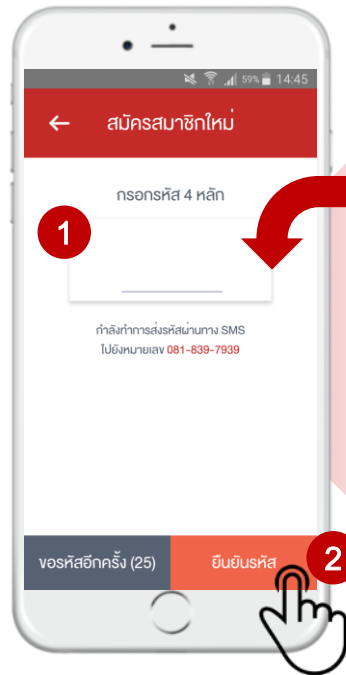 59% 14:45
สมัครสมาชิกใหม่
กรอกรหัส 4 หลัก
1
กำลังทำการส่งรหัสผ่านทาง SMS
ไปยังหมายเลข 081-839-7939
ขอรหัสอีกครั้ง (25)
ยืนยันรหัส
2